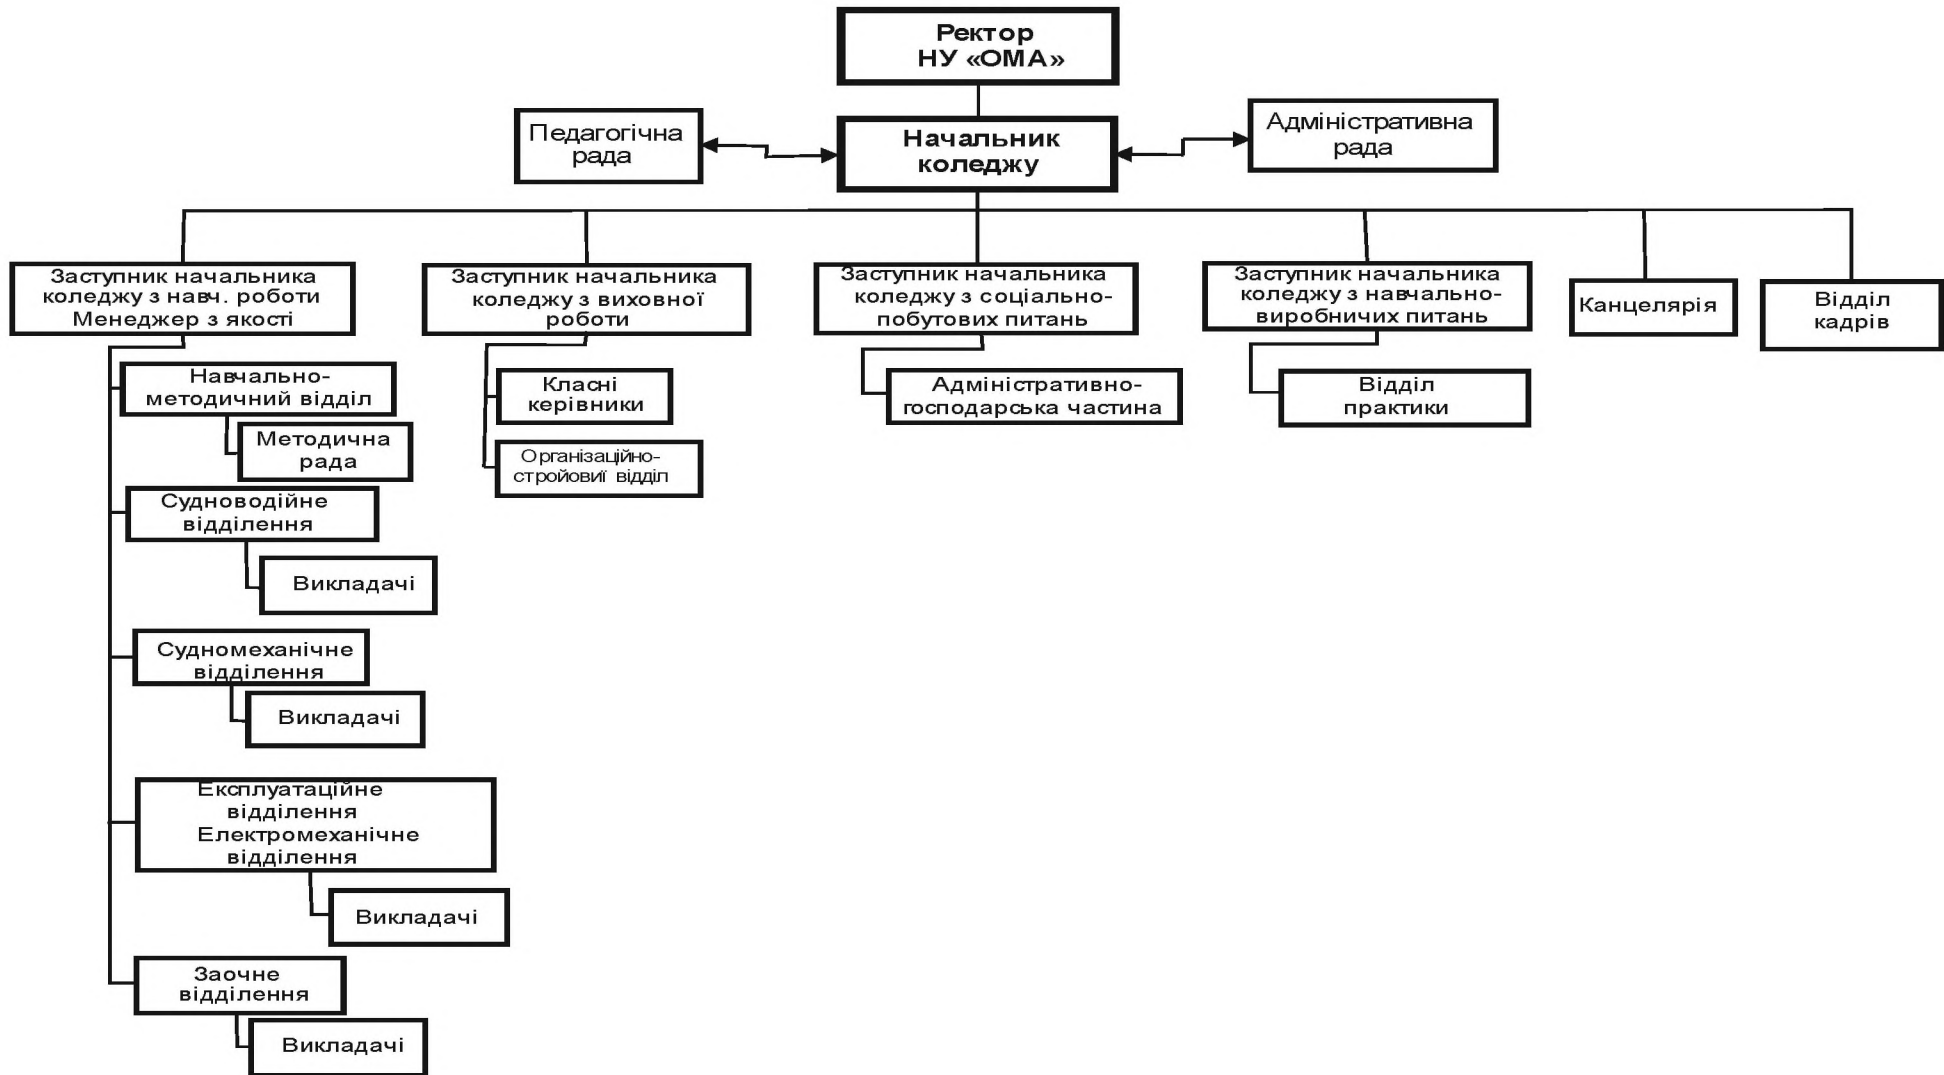 Ректор
НУ «ОМА»
Педагогічна
рада
Начальник
коледжу
Адміністративна
рада
Заступник начальника
коледжу з навч. роботи
Менеджер з якості
Заступник начальника
коледжу з виховної
роботи
Заступник начальника
коледжу з соціально-
побутових питань
Заступник начальника
коледжу з навчально-
виробничих питань
Канцелярія
Відділ
кадрів
Навчально-
методичний відділ
Методична
рада
Судноводійне
відділення
Викладачі
Судномеханічне
відділення
Викладачі
Експлуатаційне
відділення
Електромеханічне
відділення
Викладачі
Заочне
відділення
Викладачі
Класні
керівники
Організаційно-
стройовиї відділ
Адміністративно-
господарська частина
Відділ
практики